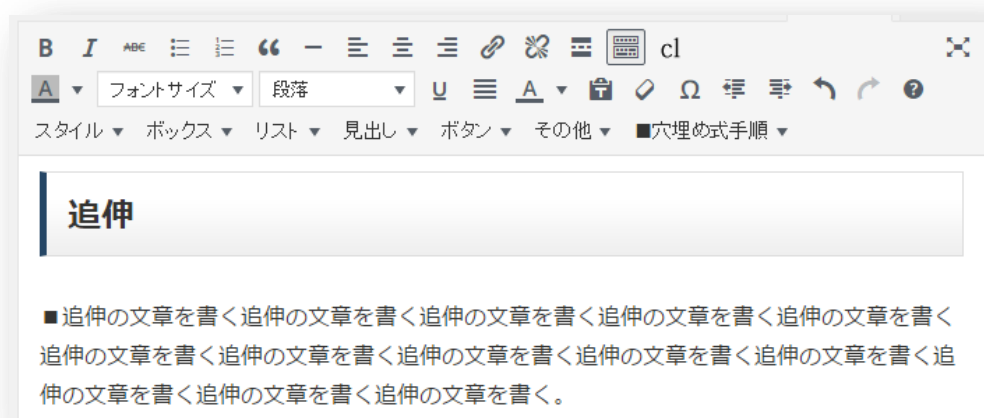 B I ABE cl
A フォントサイズ 段落 U A T Ω ?
スタイル ボックス リスト 見出し ボタン その他 ■穴埋め式手順
追伸
■追伸の文章を書く追伸の文章を書く追伸の文章を書く追伸の文章を書く追伸の文章を書く
追伸の文章を書く追伸の文章を書く追伸の文章を書く追伸の文章を書く追伸の文章を書く追
伸の文章を書く追伸の文章を書く追伸の文章を書く。